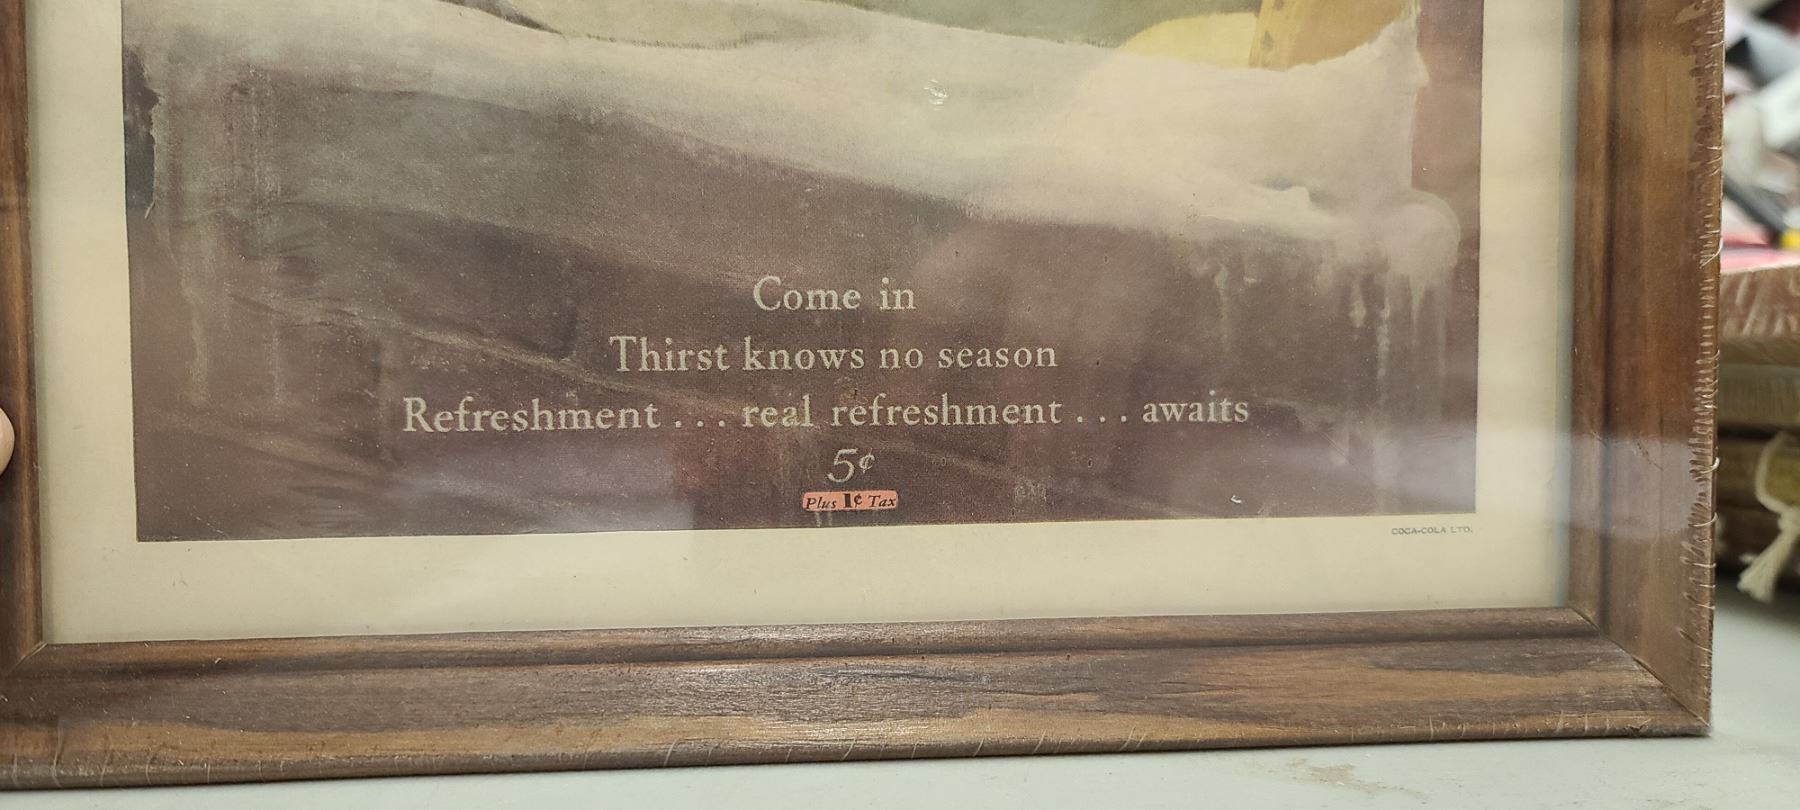 Come in
Thirst knows no season
Refreshment . . . real refreshment . . . awaits
5¢
Plus 1¢ Tax
COCA-COLA LTD.